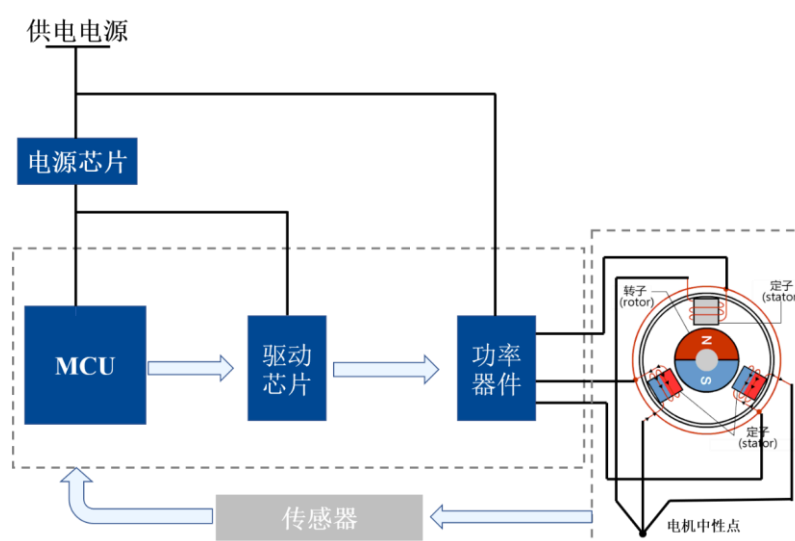 供电电源
电源芯片
MCU
驱动
芯片
功率
器件
转子
(rotor)
定子
(stator)
N
S
定子
(stator)
传感器
电机中性点